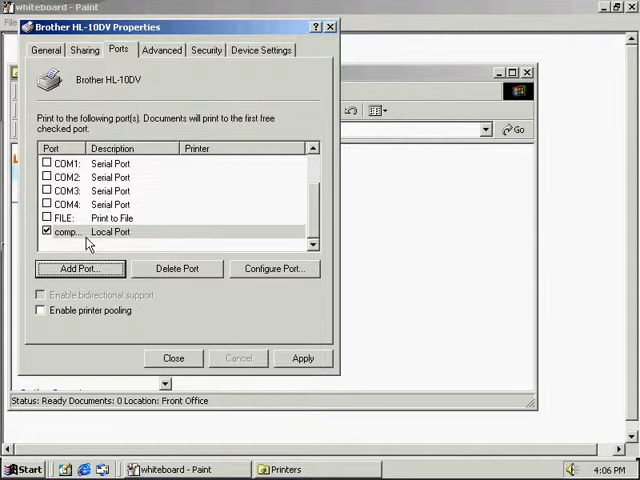 whiteboard - Paint
File
Brother HL-10DV Properties
General
Sharing
Ports
Advanced
Security
Device Settings
Brother HL-10DV
Print to the following port(s). Documents will print to the first free
checked port.
Port
Description
Printer
COM1:
Serial Port
COM2:
Serial Port
COM3:
Serial Port
COM4:
Serial Port
FILE:
Print to File
comp...
Local Port
Add Port...
Delete Port
Configure Port...
Enable bidirectional support
Enable printer pooling
Close
Cancel
Apply
Go
Status: Ready Documents: 0 Location: Front Office
Start
whiteboard - Paint
Printers
4:06 PM